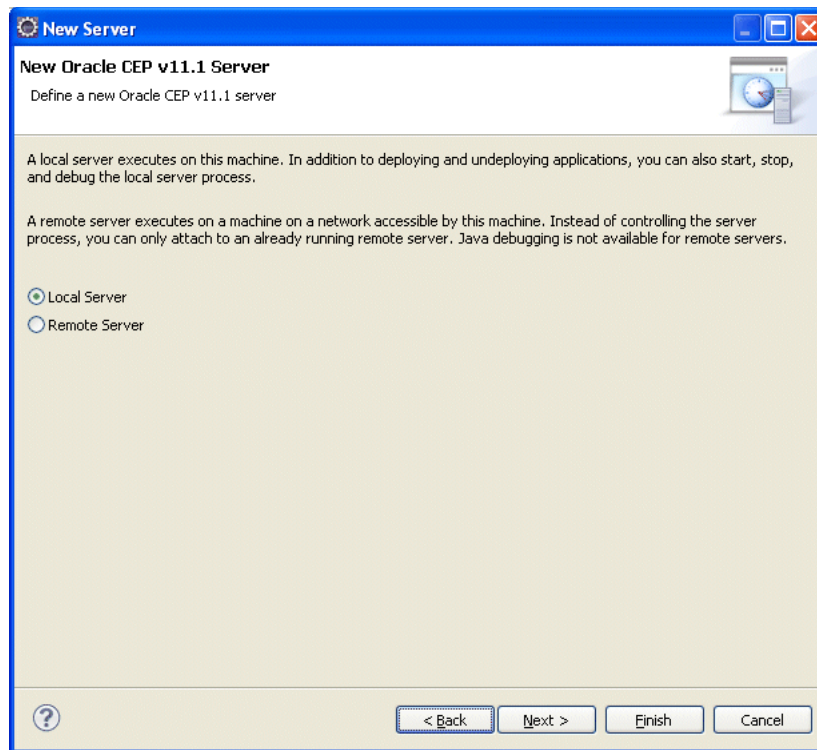 New Server
New Oracle CEP v11.1 Server
Define a new Oracle CEP v11.1 server
A local server executes on this machine. In addition to deploying and undeploying applications, you can also start, stop,
and debug the local server process.
A remote server executes on a machine on a network accessible by this machine. Instead of controlling the server
process, you can only attach to an already running remote server. Java debugging is not available for remote servers.
Local Server
Remote Server
? < Back Next > Finish Cancel